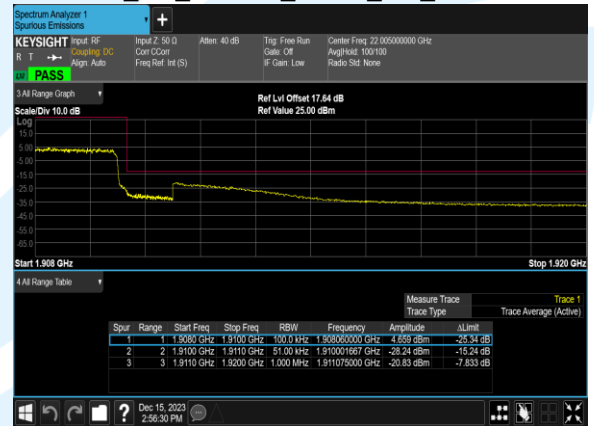 Spectrum Analyzer 1
Spurious Emissions
+
KEYSIGHT Input: RF Input Z: 50 Ω Atten: 40 dB Trig: Free Run Center Freq: 22.005000000 GHz
R T Coupling: DC Corr CCorr Gate: Off Avg|Hold: 100/100
Align: Auto Freq Ref: Int (S) IF Gain: Low Radio Std: None
PASS
3 All Range Graph
Ref Lvl Offset 17.64 dB
Scale/Div 10.0 dB Ref Value 25.00 dBm
Log
15.0
5.00
-5.00
-15.0
-25.0
-35.0
-45.0
-55.0
-65.0
Start 1.908 GHz Stop 1.920 GHz
4 All Range Table
Measure Trace Trace 1
Trace Type Trace Average (Active)
Spur Range Start Freq Stop Freq RBW Frequency Amplitude ΔLimit
1 1 1.9080 GHz 1.9100 GHz 100.0 kHz 1.908060000 GHz 4.659 dBm -25.34 dB
2 2 1.9100 GHz 1.9110 GHz 51.00 kHz 1.910001667 GHz -28.24 dBm -15.24 dB
3 3 1.9110 GHz 1.9200 GHz 1.000 MHz 1.911075000 GHz -20.83 dBm -7.833 dB
? Dec 15, 2023
2:56:30 PM